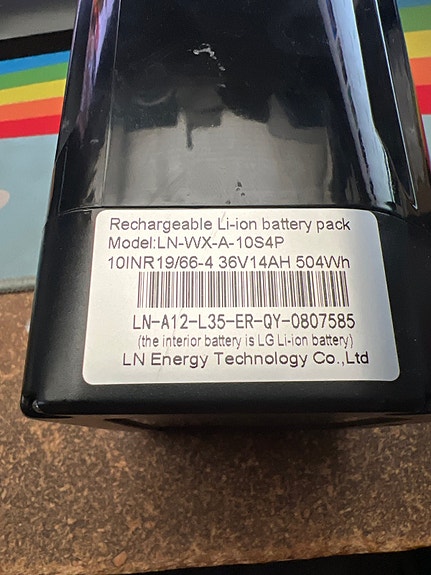 Rechargeable Li-ion battery pack
Model:LN-WX-A-10S4P
10INR19/66-4 36V14AH 504Wh
LN-A12-L35-ER-QY-0807585
(the interior battery is LG Li-ion battery)
LN Energy Technology Co.,Ltd